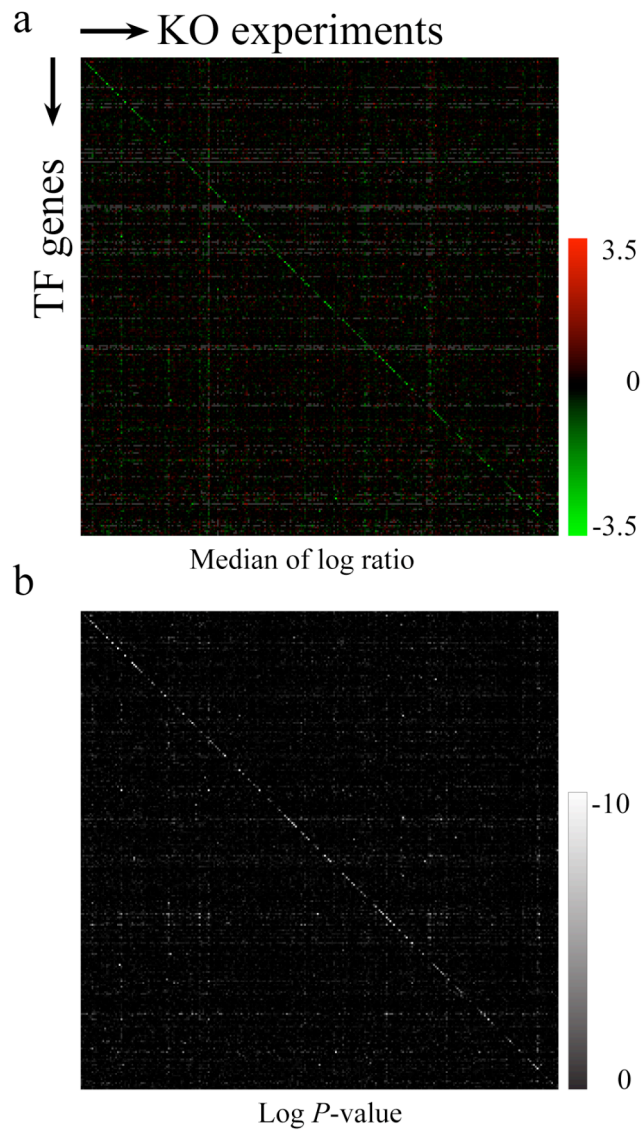 a
KO experiments
TF genes
3.5
0
-3.5
Median of log ratio
b
-10
0
Log P-value